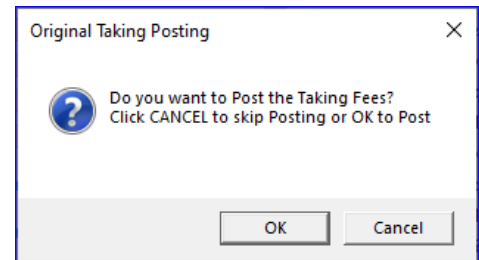 Original Taking Posting
Do you want to Post the Taking Fees?
Click CANCEL to skip Posting or OK to Post
OK
Cancel